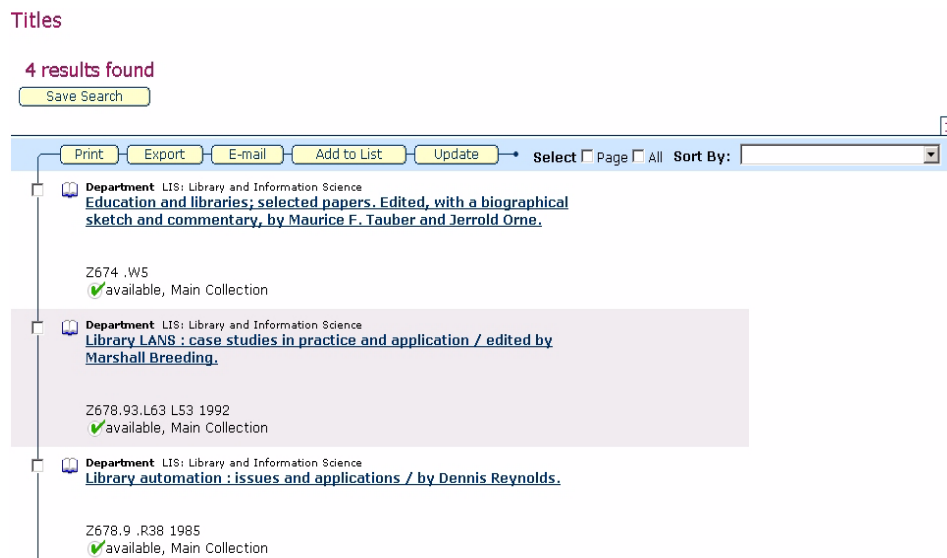 Titles
4 results found
Save Search
Print Export E-mail Add to List Update Select Page All Sort By:
Department LIS: Library and Information Science
Education and libraries; selected papers. Edited, with a biographical
sketch and commentary, by Maurice F. Tauber and Jerrold Orne.
Z674 .W5
available, Main Collection
Department LIS: Library and Information Science
Library LANS : case studies in practice and application / edited by
Marshall Breeding.
Z678.93.L63 L53 1992
available, Main Collection
Department LIS: Library and Information Science
Library automation : issues and applications / by Dennis Reynolds.
Z678.9 .R38 1985
available, Main Collection